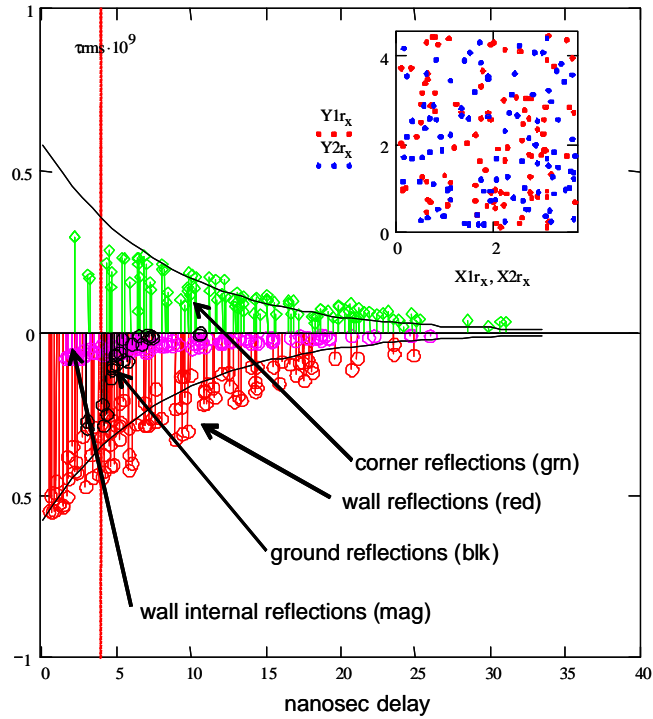 1
τrms·10⁹
0.5
0
0.5
1
0
5
10
15
20
25
30
35
40
nanosec delay
Y1rₓ
Y2rₓ
4
2
0
0
2
X1rₓ, X2rₓ
corner reflections (grn)
wall reflections (red)
ground reflections (blk)
wall internal reflections (mag)